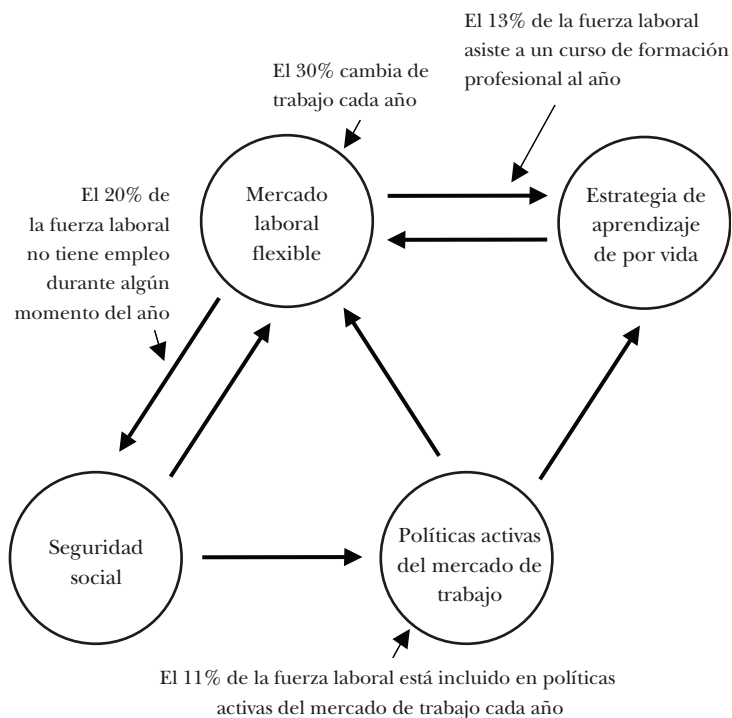 El 13% de la fuerza laboral
asiste a un curso de formación
profesional al año
El 30% cambia de
trabajo cada año
El 20% de
la fuerza laboral
no tiene empleo
durante algún
momento del año
Mercado
laboral
flexible
Estrategia de
aprendizaje
de por vida
Seguridad
social
Políticas activas
del mercado de
trabajo
El 11% de la fuerza laboral está incluido en políticas
activas del mercado de trabajo cada año